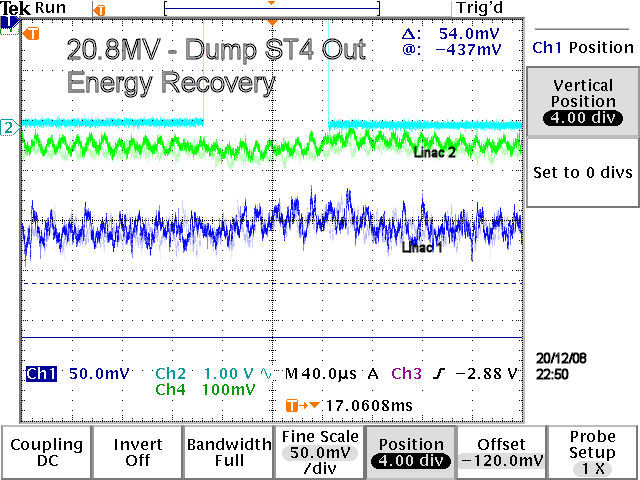 Tek Run Trig'd
T
1
T
20.8MV - Dump ST4 Out
Energy Recovery
Δ: 54.0mV
@: −437mV
2
Linac 2
Linac 1
Ch1 50.0mV Ch2 1.00 V M 40.0µs A Ch3 −2.88 V
Ch4 100mV
T 17.0608ms
Ch1 Position
Vertical
Position
4.00 div
Set to 0 divs
20/12/08
22:50
Coupling
DC
Invert
Off
Bandwidth
Full
Fine Scale
50.0mV
/div
Position
4.00 div
Offset
−120.0mV
Probe
Setup
1 X